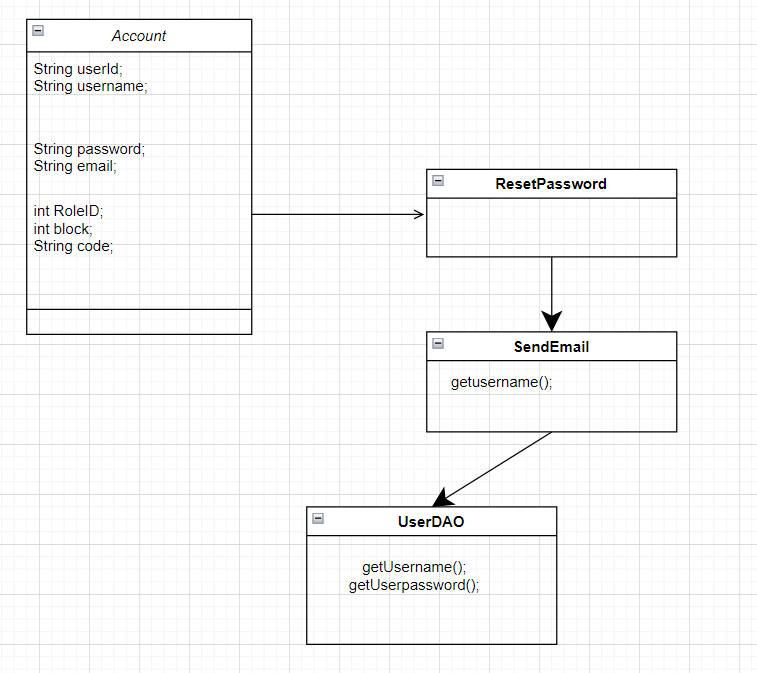 Account
String userId;
String username;
String password;
String email;
int RoleID;
int block;
String code;
ResetPassword
SendEmail
getusername();
UserDAO
getUsername();
getUserpassword();